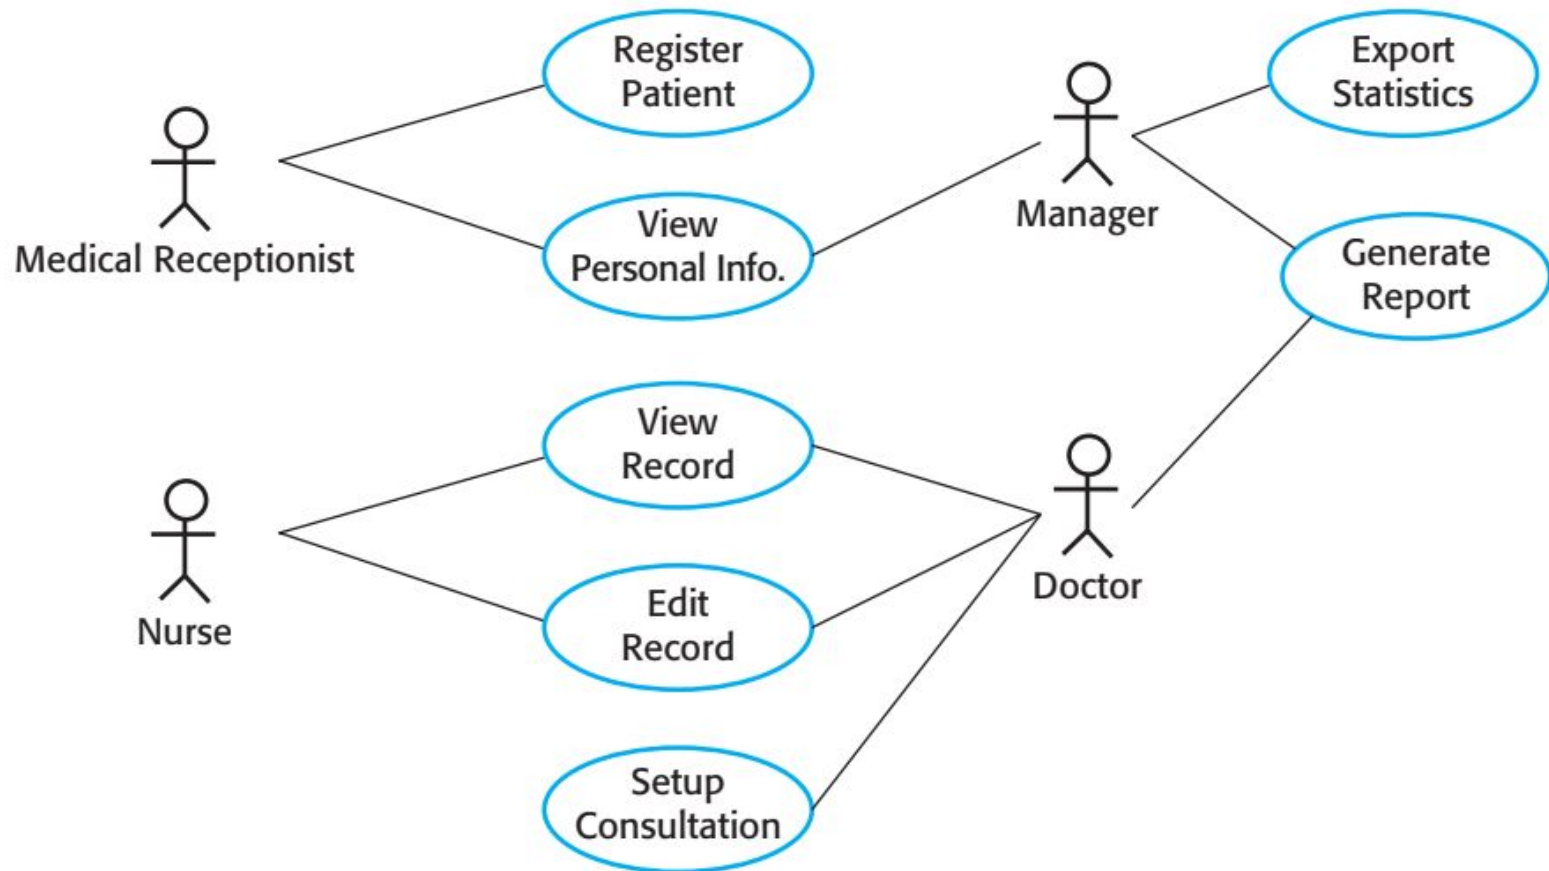 Register
Patient
Export
Statistics
Medical Receptionist
View
Personal Info.
Manager
Generate
Report
View
Record
Nurse
Edit
Record
Doctor
Setup
Consultation